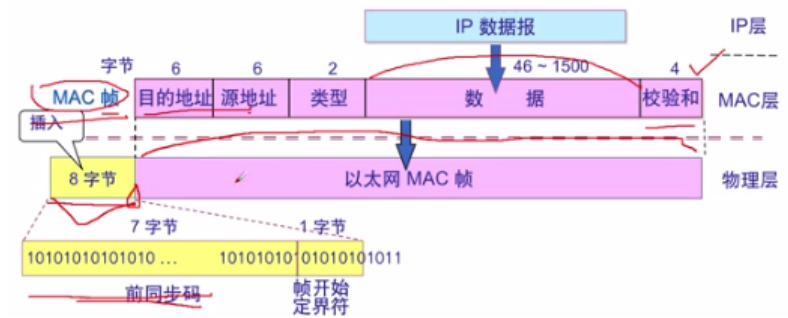 IP 数据报
IP层
字节 6 6 2 46 ~ 1500 4
MAC 帧 目的地址 源地址 类型 数 据 校验和 MAC层
插入
8 字节 以太网 MAC 帧 物理层
7 字节 1 字节
10101010101010 ... 10101010101010101011
前同步码 帧开始
定界符